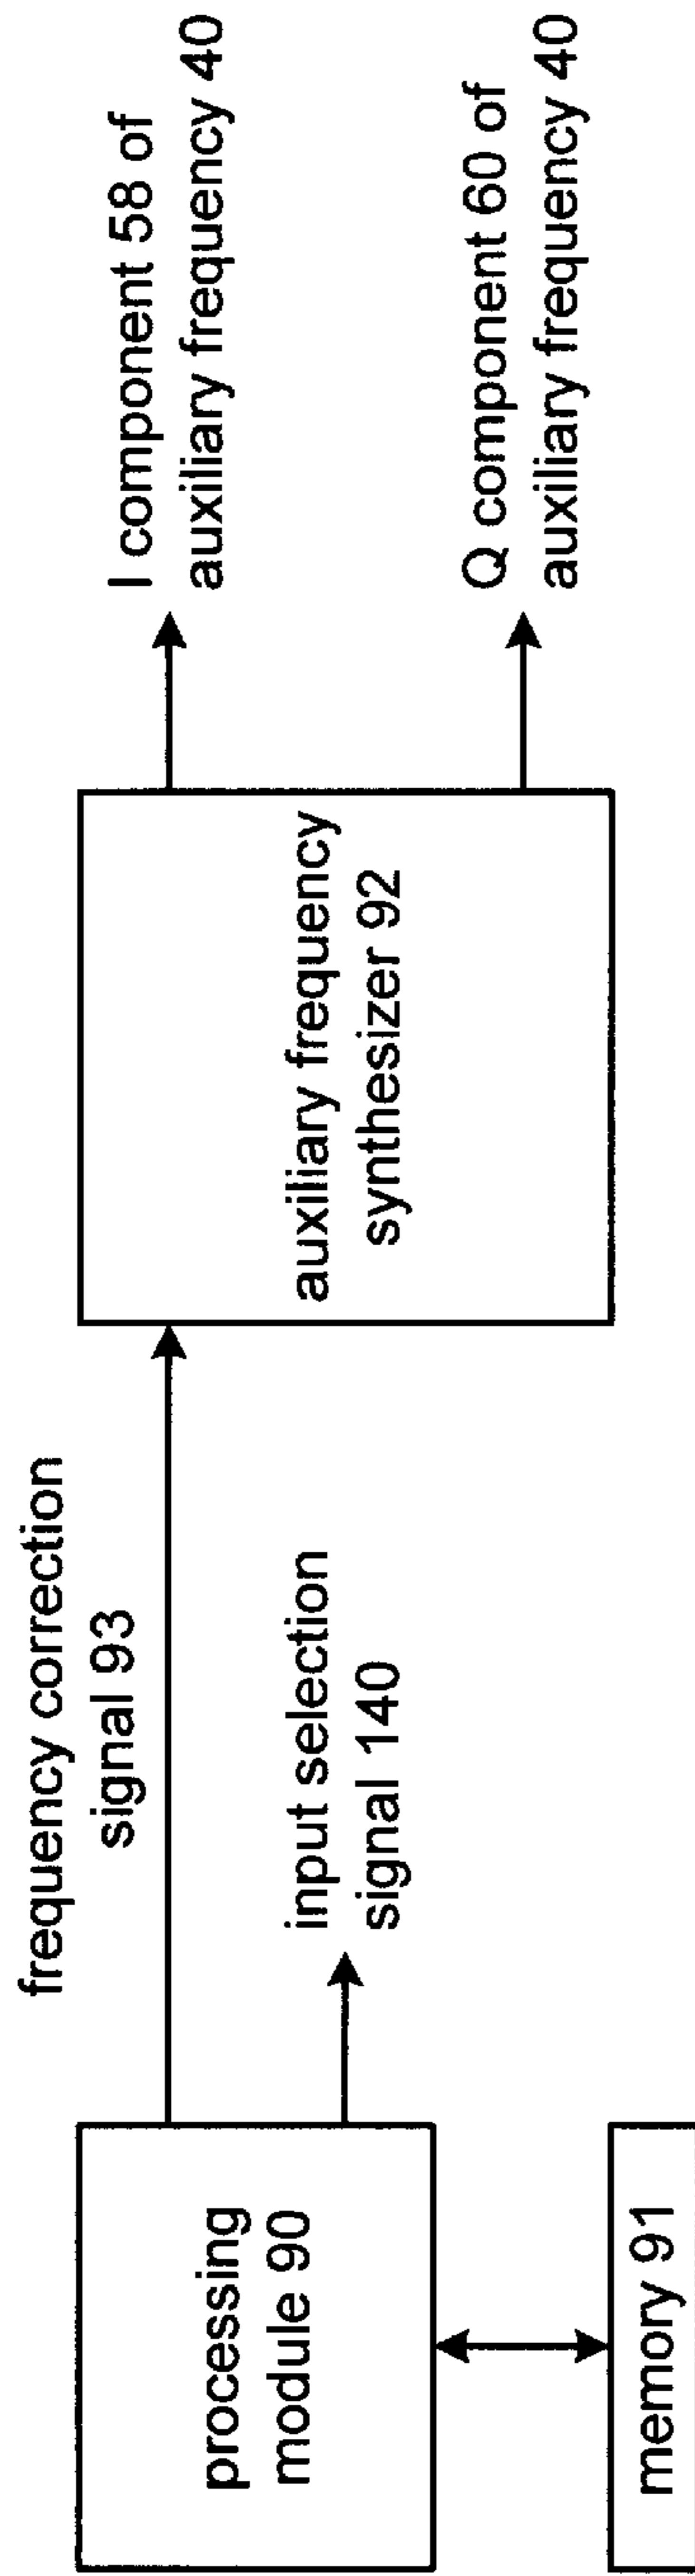 frequency correction
signal 93
I component 58 of
auxiliary frequency 40
processing
module 90
input selection
signal 140
auxiliary frequency
synthesizer 92
Q component 60 of
auxiliary frequency 40
memory 91